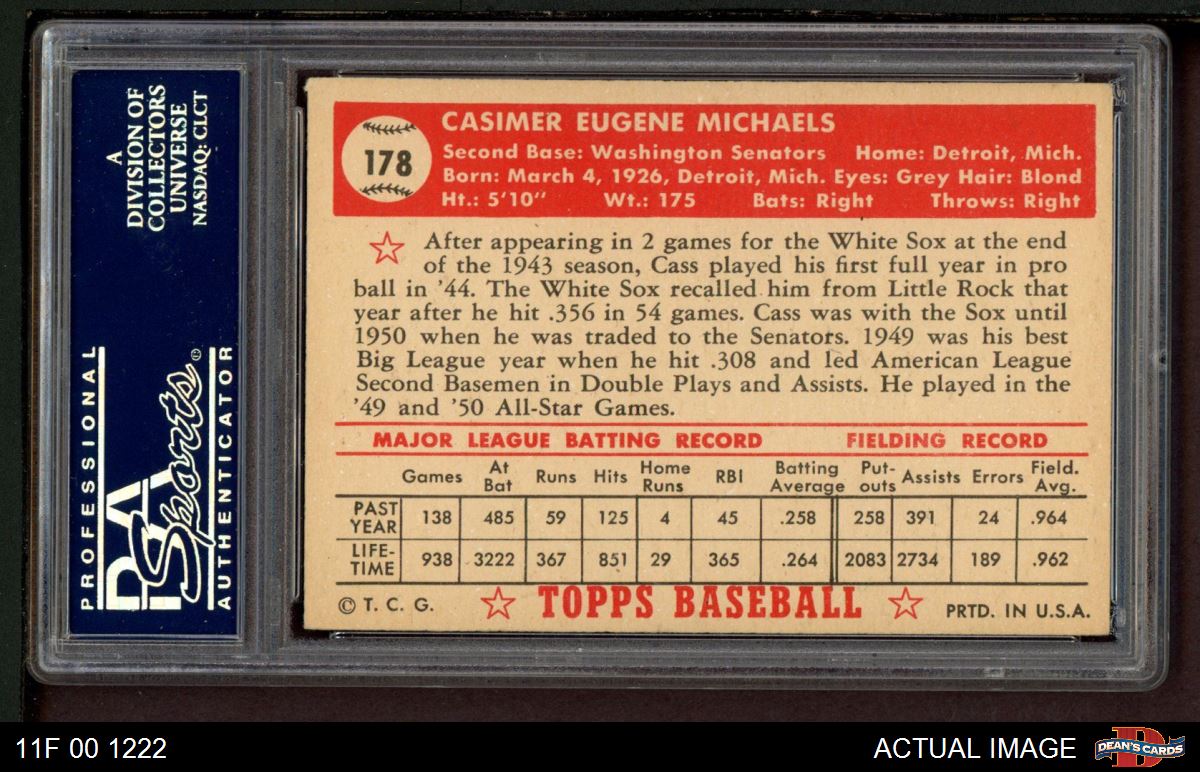 A
DIVISION OF
COLLECTORS
UNIVERSE
NASDAQ: CLCT
PROFESSIONAL
PSA
Sports ©
AUTHENTICATOR
178
CASIMER EUGENE MICHAELS
Second Base: Washington Senators Home: Detroit, Mich.
Born: March 4, 1926, Detroit, Mich. Eyes: Grey Hair: Blond
Ht.: 5'10" Wt.: 175 Bats: Right Throws: Right
After appearing in 2 games for the White Sox at the end
of the 1943 season, Cass played his first full year in pro
ball in '44. The White Sox recalled him from Little Rock that
year after he hit .356 in 54 games. Cass was with the Sox until
1950 when he was traded to the Senators. 1949 was his best
Big League year when he hit .308 and led American League
Second Basemen in Double Plays and Assists. He played in the
'49 and '50 All-Star Games.
MAJOR LEAGUE BATTING RECORD FIELDING RECORD
Games At Bat Runs Hits Home Runs RBI Batting Average Put-outs Assists Errors Field. Avg.
PAST YEAR 138 485 59 125 4 45 .258 258 391 24 .964
LIFE-TIME 938 3222 367 851 29 365 .264 2083 2734 189 .962
© T. C. G. TOPPS BASEBALL PRTD. IN U.S.A.
11F 00 1222 ACTUAL IMAGE D DEAN'S CARDS